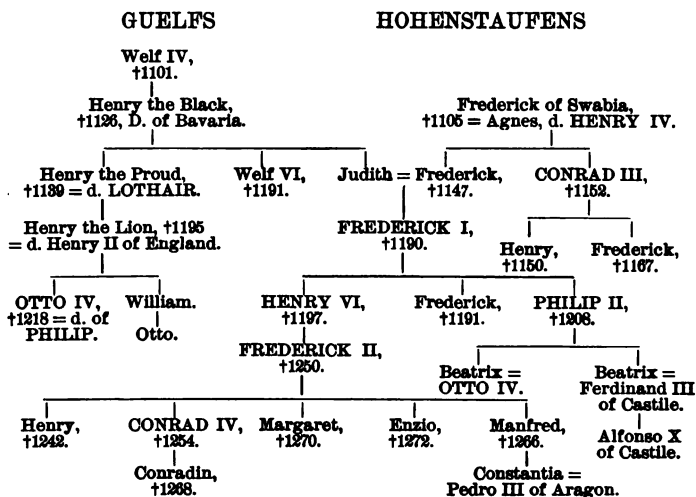 GUELFS HOHENSTAUFENS
Welf IV,
†1101.
Henry the Black,
†1126, D. of Bavaria.
Frederick of Swabia,
†1105 = Agnes, d. HENRY IV.
Henry the Proud,
†1139 = d. LOTHAIR.
Welf VI,
†1191.
Judith = Frederick,
†1147.
CONRAD III,
†1152.
Henry the Lion, †1195
= d. Henry II of England.
FREDERICK I,
†1190.
Henry,
†1150.
Frederick,
†1167.
OTTO IV,
†1218 = d. of
PHILIP.
William.
Otto.
HENRY VI,
†1197.
Frederick,
†1191.
PHILIP II,
†1208.
FREDERICK II,
†1250.
Beatrix =
OTTO IV.
Beatrix =
Ferdinand III
of Castile.
Alfonso X
of Castile.
Henry,
†1242.
CONRAD IV,
†1254.
Margaret,
†1270.
Enzio,
†1272.
Manfred,
†1266.
Conradin,
†1268.
Constantia =
Pedro III of Aragon.